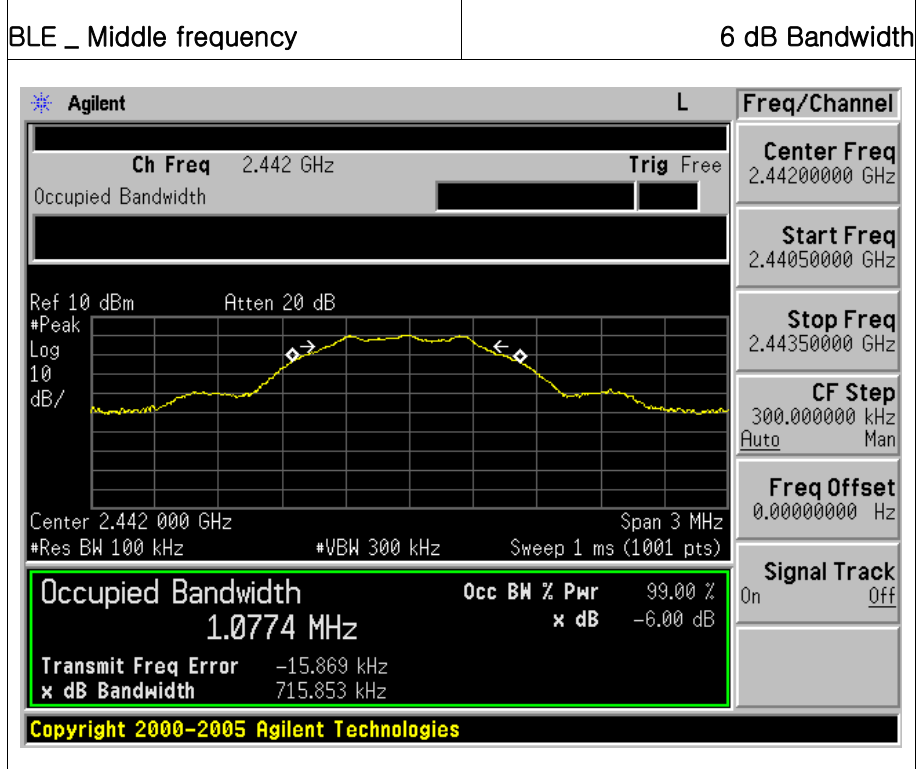 BLE _ Middle frequency
6 dB Bandwidth
Agilent
L
Freq/Channel
Ch Freq 2.442 GHz
Trig Free
Occupied Bandwidth
Center Freq
2.44200000 GHz
Start Freq
2.44050000 GHz
Stop Freq
2.44350000 GHz
CF Step
300.000000 kHz
Auto Man
Freq Offset
0.00000000 Hz
Signal Track
On Off
Ref 10 dBm Atten 20 dB
#Peak
Log
10
dB/
Center 2.442 000 GHz Span 3 MHz
#Res BW 100 kHz #VBW 300 kHz Sweep 1 ms (1001 pts)
Occupied Bandwidth
1.0774 MHz
Occ BW % Pwr 99.00 %
x dB -6.00 dB
Transmit Freq Error -15.869 kHz
x dB Bandwidth 715.853 kHz
Copyright 2000-2005 Agilent Technologies